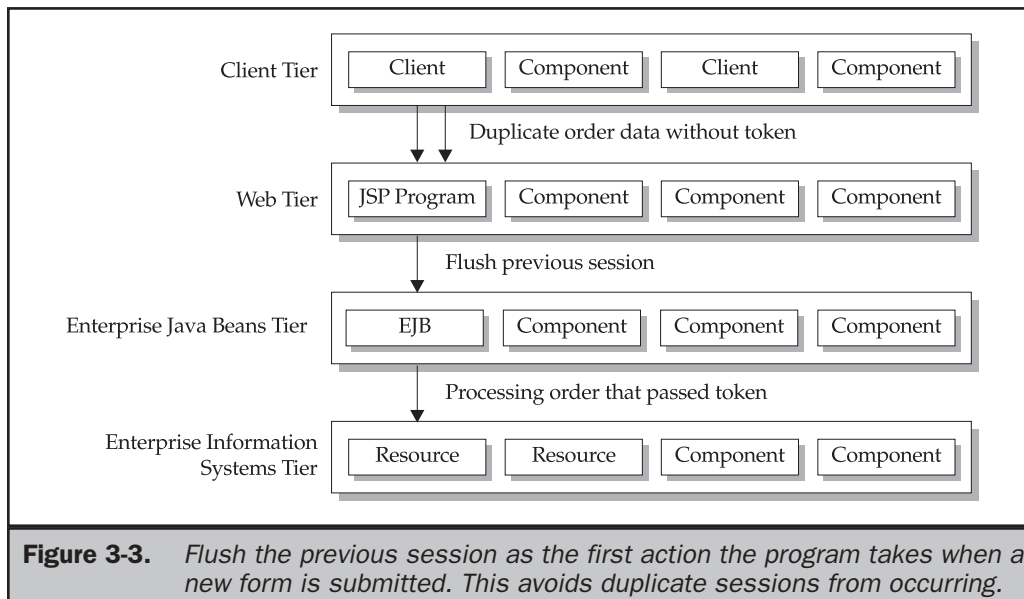 Client Tier
Client
Component
Client
Component
Duplicate order data without token
Web Tier
JSP Program
Component
Component
Component
Flush previous session
Enterprise Java Beans Tier
EJB
Component
Component
Component
Processing order that passed token
Enterprise Information
Systems Tier
Resource
Resource
Component
Component
Figure 3-3. Flush the previous session as the first action the program takes when a
new form is submitted. This avoids duplicate sessions from occurring.